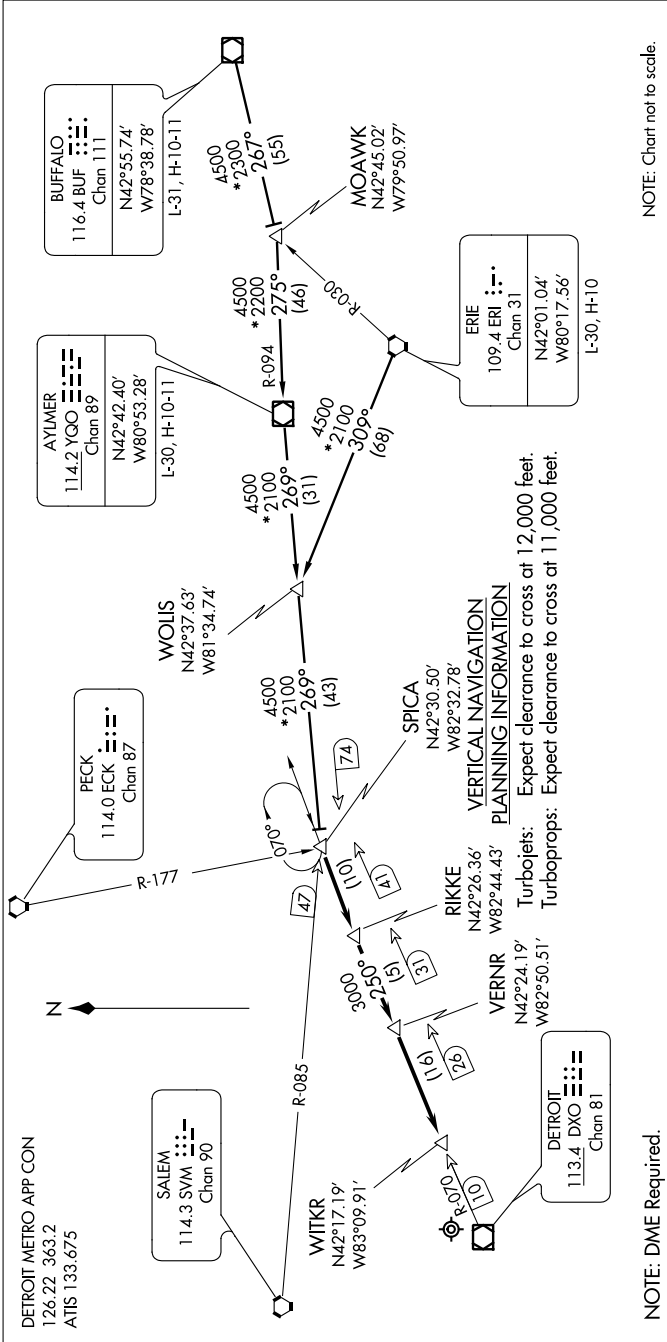 DETROIT METRO APP CON
126.22 363.2
ATIS 133.675
N
PECK
114.0 ECK
Chan 87
R-177
SALEM
114.3 SVM
Chan 90
R-085
AYLMER
114.2 YQO
Chan 89
N42°42.40′
W80°53.28′
L-30, H-10-11
BUFFALO
116.4 BUF
Chan 111
N42°55.74′
W78°38.78′
L-31, H-10-11
4500
*2300
267°
(55)
MOAWK
N42°45.02′
W79°50.97′
4500
*2200
275°
(46)
R-094
R-030
ERIE
109.4 ERI
Chan 31
N42°01.04′
W80°17.56′
L-30, H-10
4500
*2100
309°
(68)
4500
*2100
269°
(31)
WOLIS
N42°37.63′
W81°34.74′
4500
*2100
269°
(43)
070°
74
47
SPICA
N42°30.50′
W82°32.78′
(10)
41
RIKKE
N42°26.36′
W82°44.43′
3000
250°
(5)
31
VERNR
N42°24.19′
W82°50.51′
(16)
26
WITKR
N42°17.19′
W83°09.91′
R-070
10
DETROIT
113.4 DXO
Chan 81
VERTICAL NAVIGATION
PLANNING INFORMATION
Turbojets: Expect clearance to cross at 12,000 feet.
Turboprops: Expect clearance to cross at 11,000 feet.
NOTE: DME Required.
NOTE: Chart not to scale.